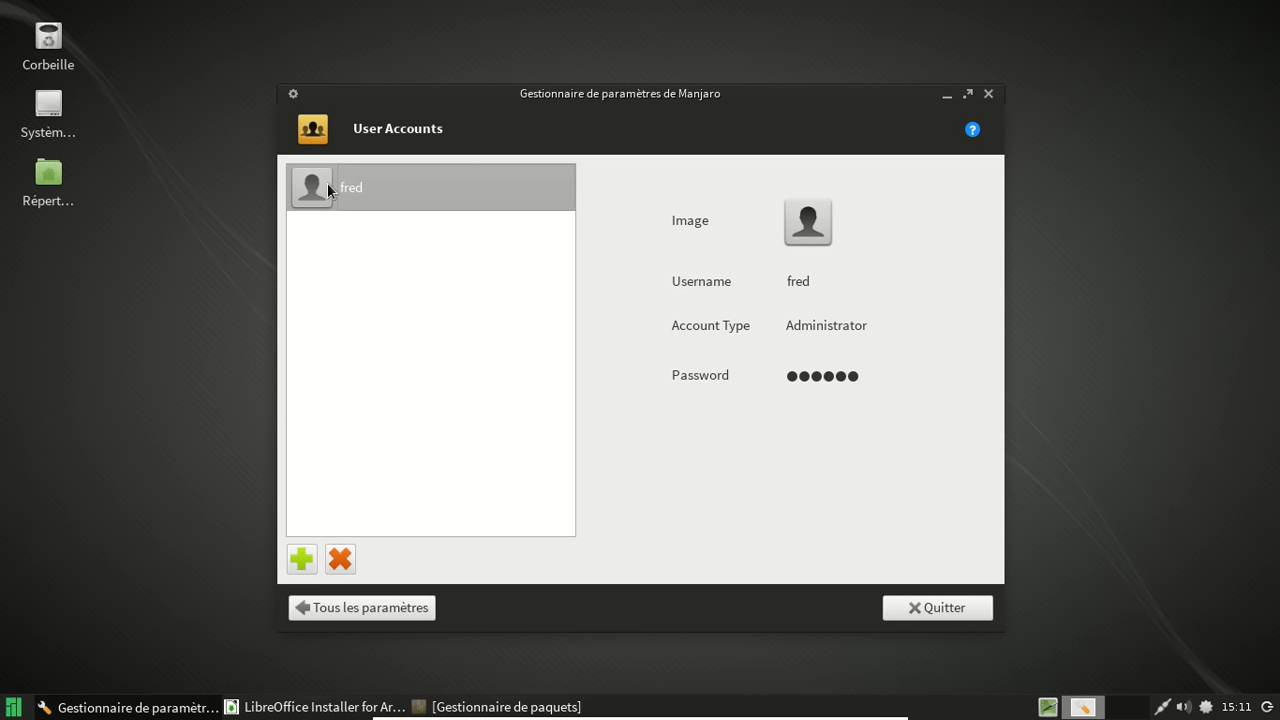 Corbeille
Systèm...
Répert...
Gestionnaire de paramètres de Manjaro
User Accounts
?
fred
Image
Username fred
Account Type Administrator
Password ●●●●●●
Tous les paramètres
Quitter
Gestionnaire de paramètr... LibreOffice Installer for Ar... [Gestionnaire de paquets] 15:11